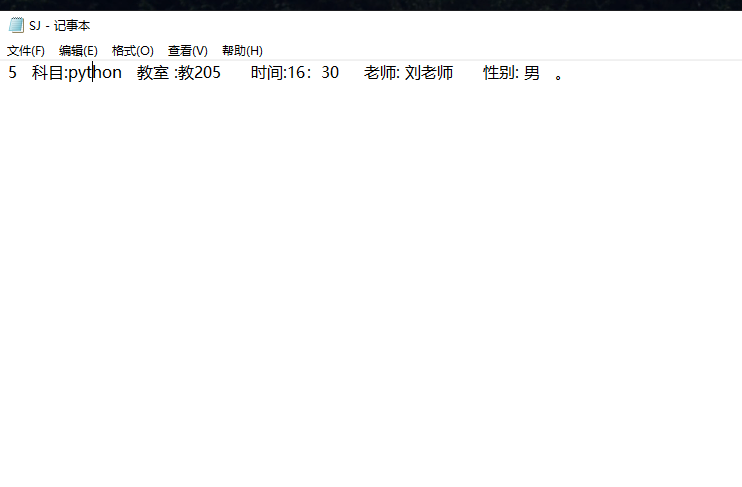 SJ - 记事本
文件(F) 编辑(E) 格式(O) 查看(V) 帮助(H)
5 科目:python 教室 :教205 时间:16：30 老师: 刘老师 性别: 男 。